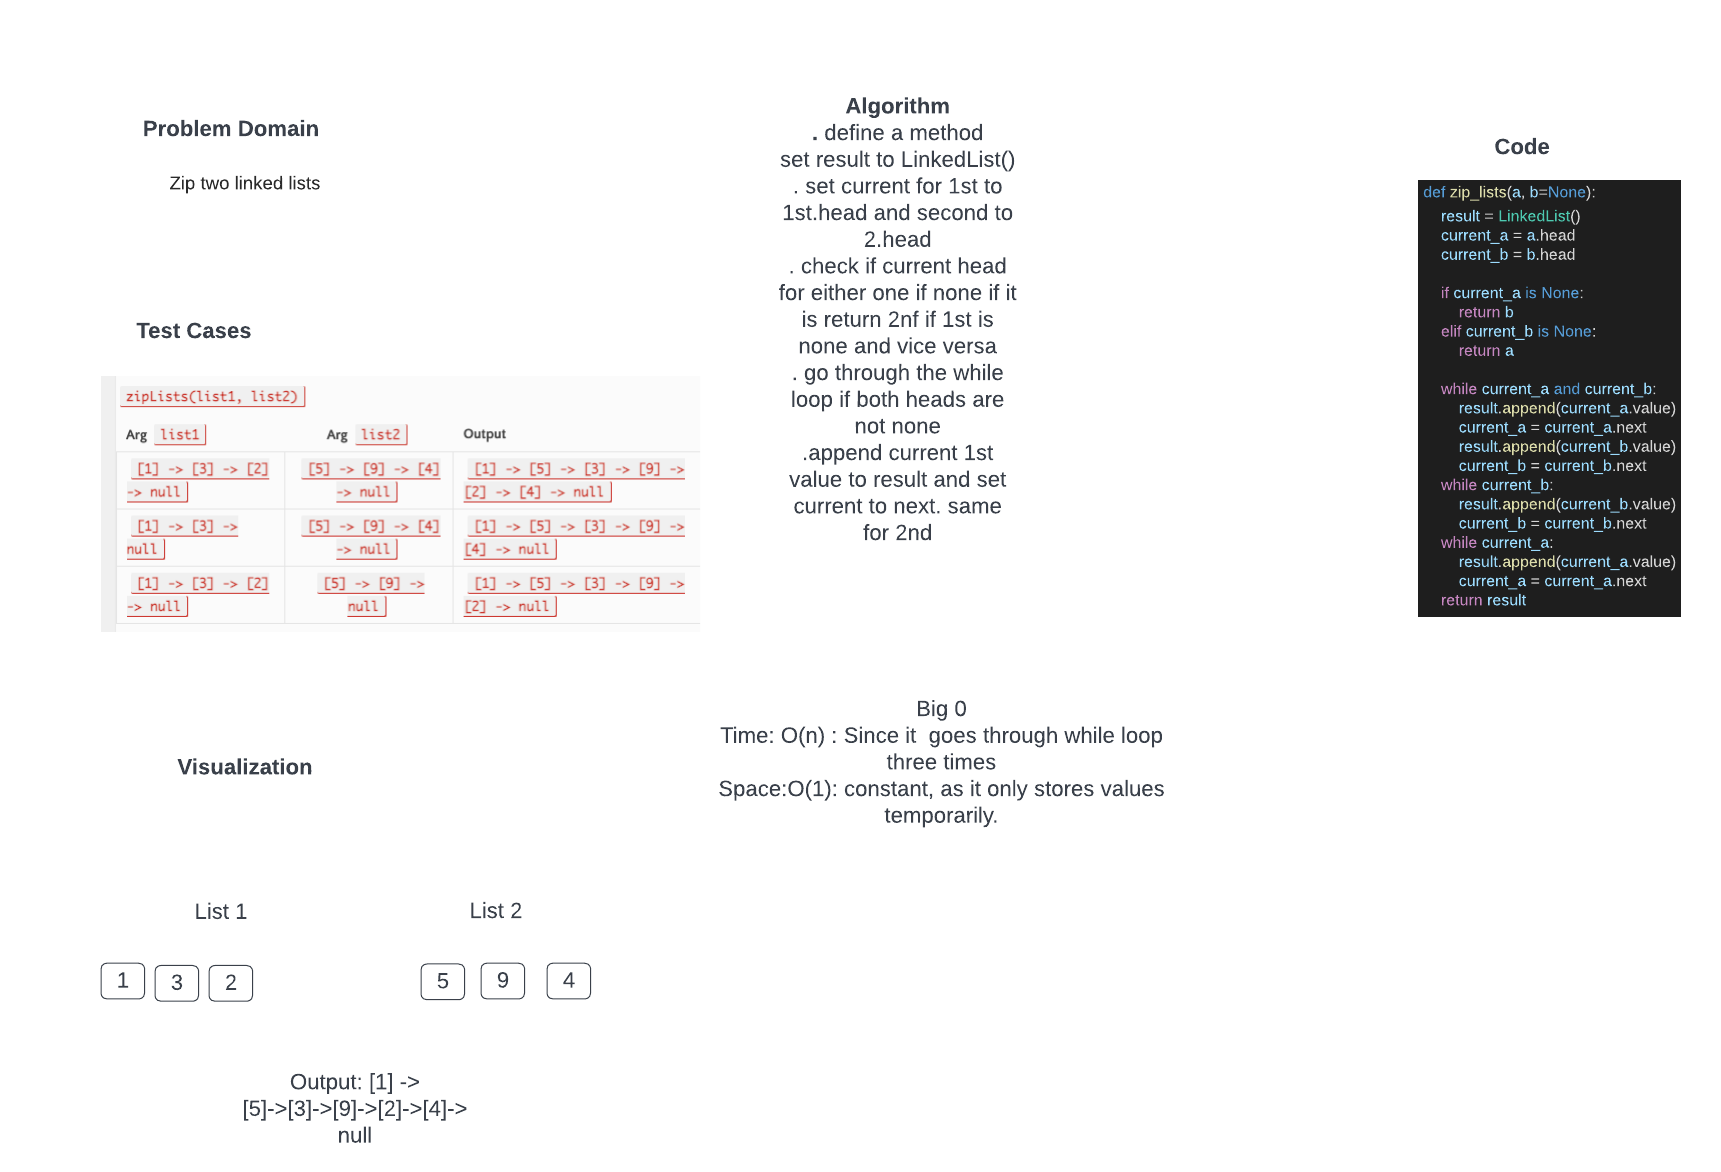 Problem Domain
Zip two linked lists
Test Cases
zipLists(list1, list2)
Arg list1 Arg list2 Output
[1] -> [3] -> [2] [5] -> [9] -> [4] [1] -> [5] -> [3] -> [9] ->
-> null -> null [2] -> [4] -> null
[1] -> [3] -> [5] -> [9] -> [4] [1] -> [5] -> [3] -> [9] ->
null -> null [4] -> null
[1] -> [3] -> [2] [5] -> [9] -> [1] -> [5] -> [3] -> [9] ->
-> null null [2] -> null
Visualization
List 1 List 2
1 3 2 5 9 4
Output: [1] ->
[5]->[3]->[9]->[2]->[4]->
null
Algorithm
. define a method
set result to LinkedList()
. set current for 1st to
1st.head and second to
2.head
. check if current head
for either one if none if it
is return 2nf if 1st is
none and vice versa
. go through the while
loop if both heads are
not none
.append current 1st
value to result and set
current to next. same
for 2nd
Big 0
Time: O(n) : Since it  goes through while loop
three times
Space:O(1): constant, as it only stores values
temporarily.
Code
def zip_lists(a, b=None):
result = LinkedList()
current_a = a.head
current_b = b.head
if current_a is None:
return b
elif current_b is None:
return a
while current_a and current_b:
result.append(current_a.value)
current_a = current_a.next
result.append(current_b.value)
current_b = current_b.next
while current_b:
result.append(current_b.value)
current_b = current_b.next
while current_a:
result.append(current_a.value)
current_a = current_a.next
return result